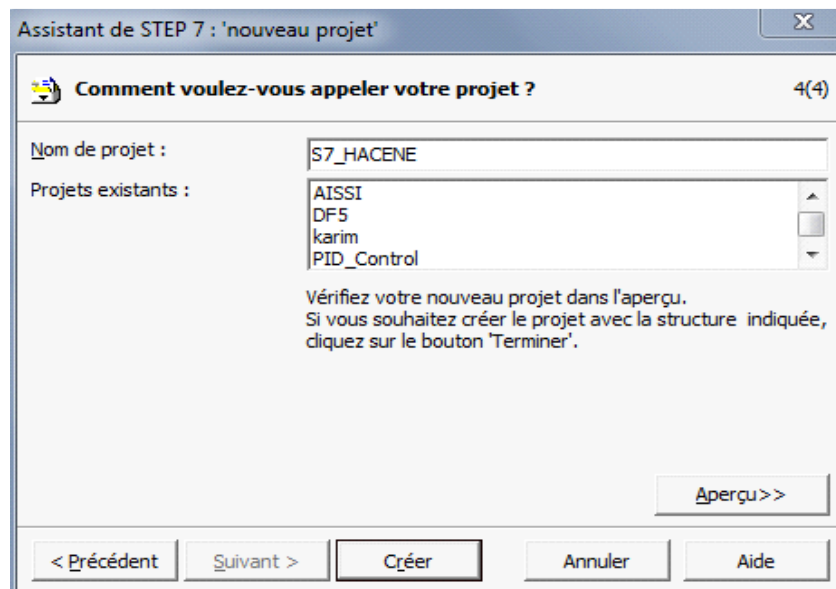 Assistant de STEP 7 : 'nouveau projet'
Comment voulez-vous appeler votre projet ?
4(4)
Nom de projet :
S7_HACENE
Projets existants :
AISSI
DF5
karim
PID_Control
Vérifiez votre nouveau projet dans l'aperçu.
Si vous souhaitez créer le projet avec la structure indiquée,
cliquez sur le bouton 'Terminer'.
Aperçu>>
< Précédent
Suivant >
Créer
Annuler
Aide